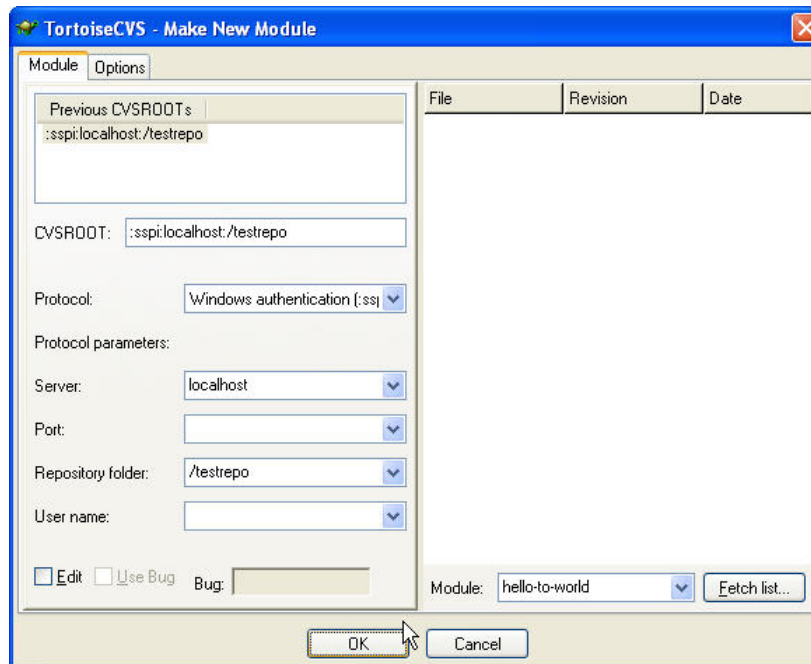 TortoiseCVS - Make New Module
Module Options
Previous CVSROOTs
:sspi:localhost:/testrepo
CVSROOT: :sspi:localhost:/testrepo
Protocol: Windows authentication (:ssp
Protocol parameters:
Server: localhost
Port:
Repository folder: /testrepo
User name:
Edit Use Bug Bug:
File Revision Date
Module: hello-to-world Fetch list...
OK Cancel